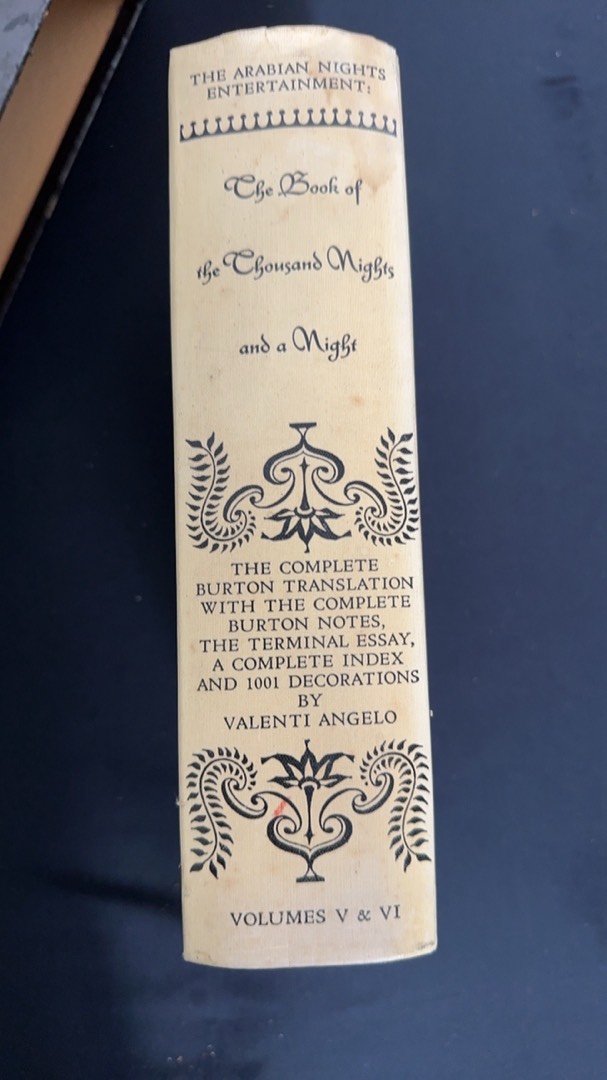 THE ARABIAN NIGHTS
ENTERTAINMENT:
The Book of
the Thousand Nights
and a Night
THE COMPLETE
BURTON TRANSLATION
WITH THE COMPLETE
BURTON NOTES,
THE TERMINAL ESSAY,
A COMPLETE INDEX
AND 1001 DECORATIONS
BY
VALENTI ANGELO
VOLUMES V & VI